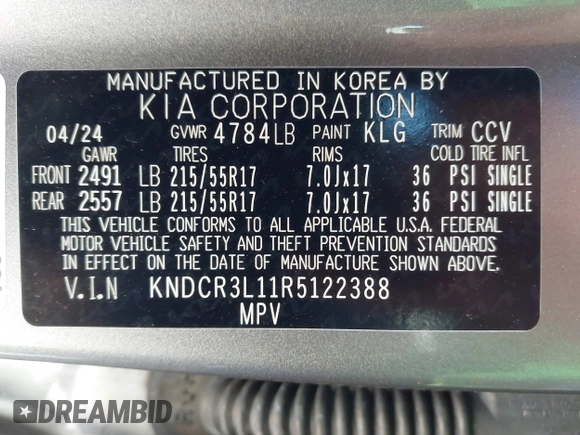 MANUFACTURED IN KOREA BY
KIA CORPORATION
04/24 GVWR 4784LB PAINT KLG TRIM CCV
GAWR TIRES RIMS COLD TIRE INFL
FRONT 2491 LB 215/55R17 7.0Jx17 36 PSI SINGLE
REAR 2557 LB 215/55R17 7.0Jx17 36 PSI SINGLE
THIS VEHICLE CONFORMS TO ALL APPLICABLE U.S.A. FEDERAL
MOTOR VEHICLE SAFETY AND THEFT PREVENTION STANDARDS
IN EFFECT ON THE DATE OF MANUFACTURE SHOWN ABOVE.
V.I.N KNDCR3L11R5122388
MPV
DREAMBID